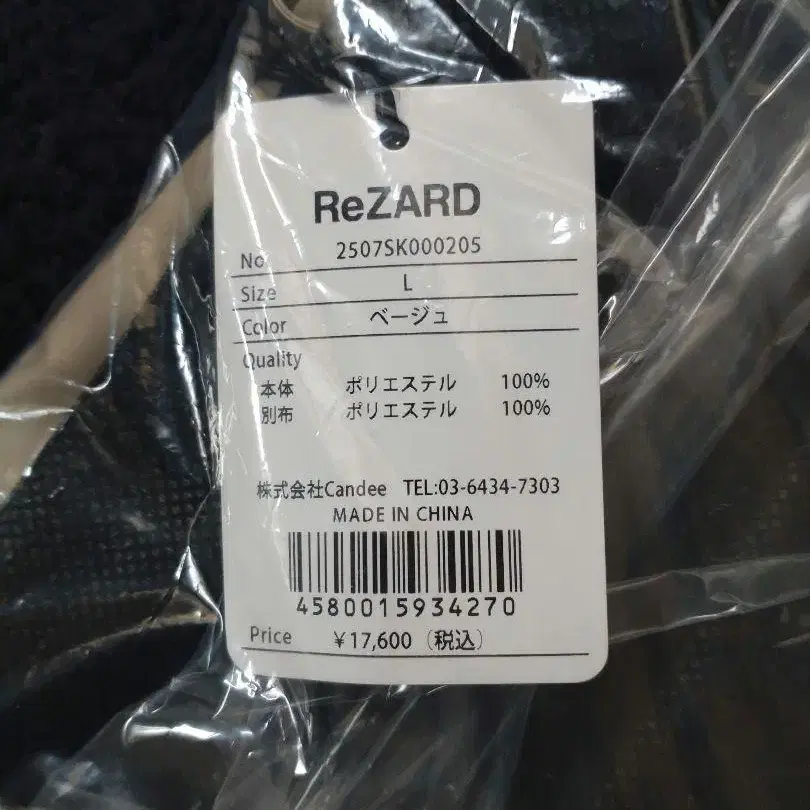 ReZARD
No. 2507SK000205
Size L
Color ベージュ
Quality
本体 ポリエステル 100%
別布 ポリエステル 100%
株式会社Candee TEL:03-6434-7303
MADE IN CHINA
4580015934270
Price ¥17,600(税込)